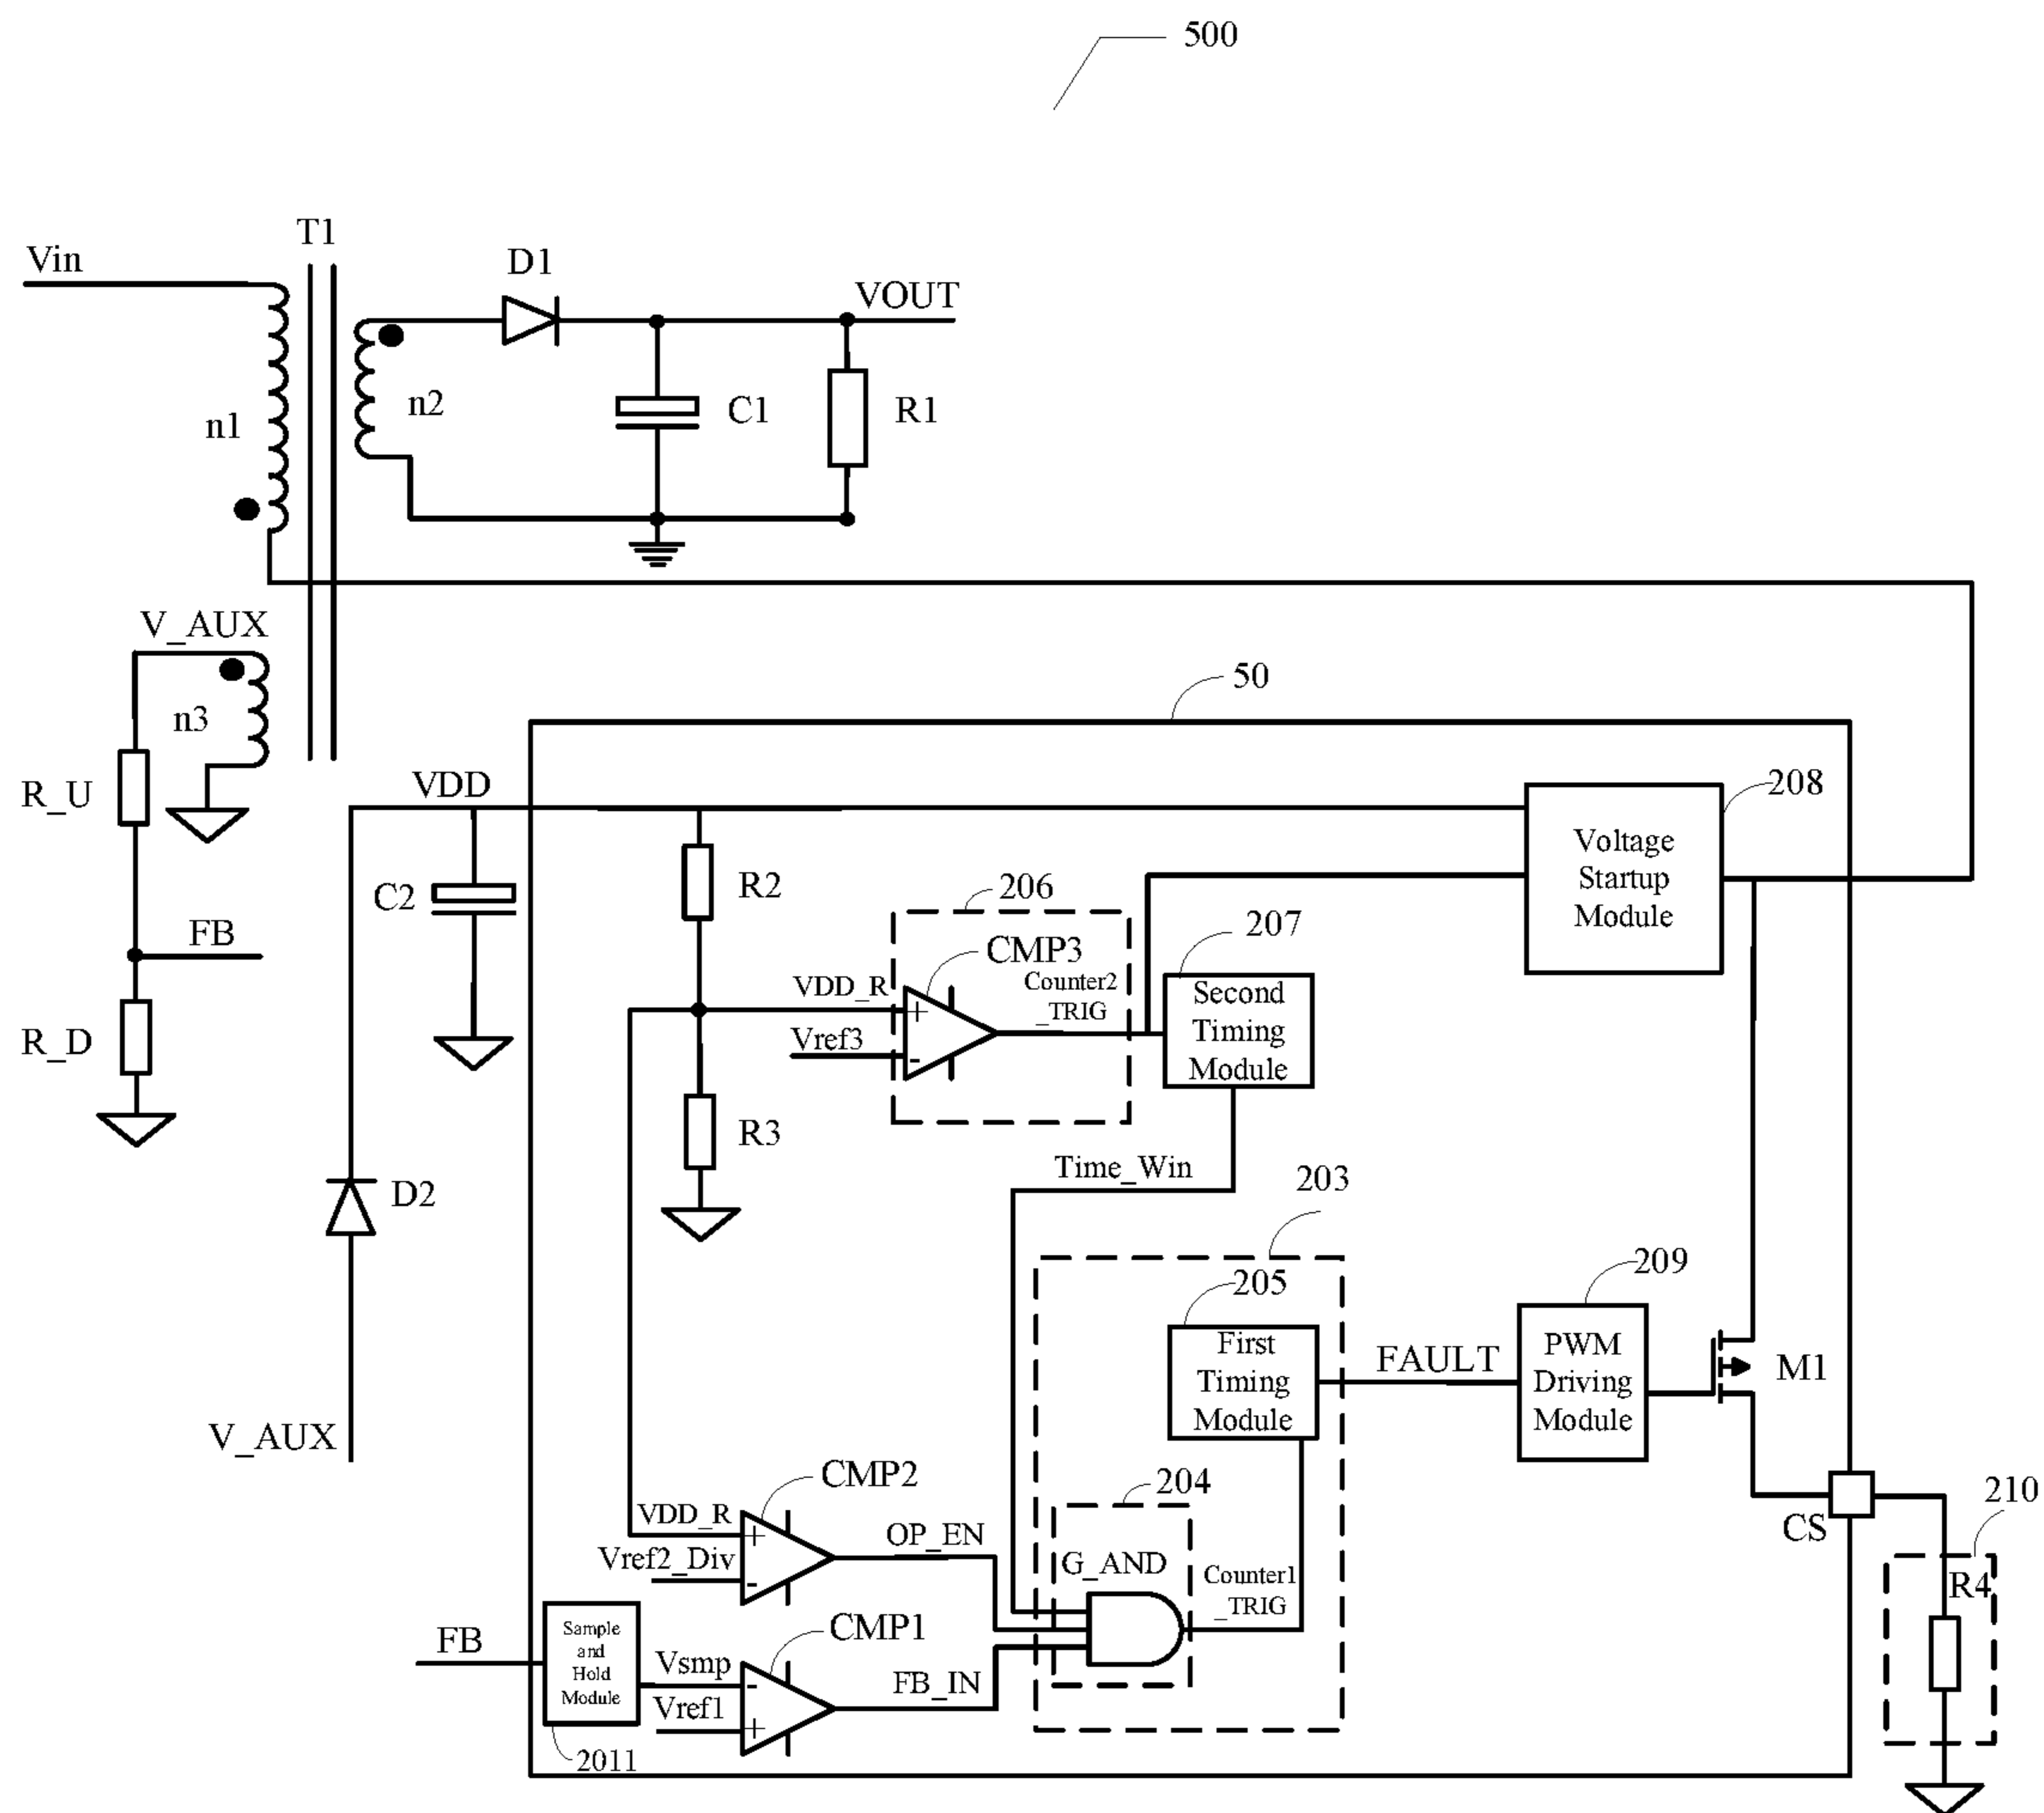 500
T1
Vin
D1
VOUT
n1
n2
C1
R1
V_AUX
n3
50
R_U
VDD
208
Voltage
Startup
Module
C2
R2
206
207
FB
CMP3
Counter2
_TRIG
VDD_R
+
Vref3
-
Second
Timing
Module
R_D
R3
Time_Win
203
D2
205
209
First
Timing
Module
FAULT
PWM
Driving
Module
M1
V_AUX
CMP2
204
210
VDD_R
+
OP_EN
CS
Vref2_Div
-
G_AND
Counter1
_TRIG
R4
FB
Sample
and
Hold
Module
CMP1
Vsmp
-
FB_IN
Vref1
+
2011